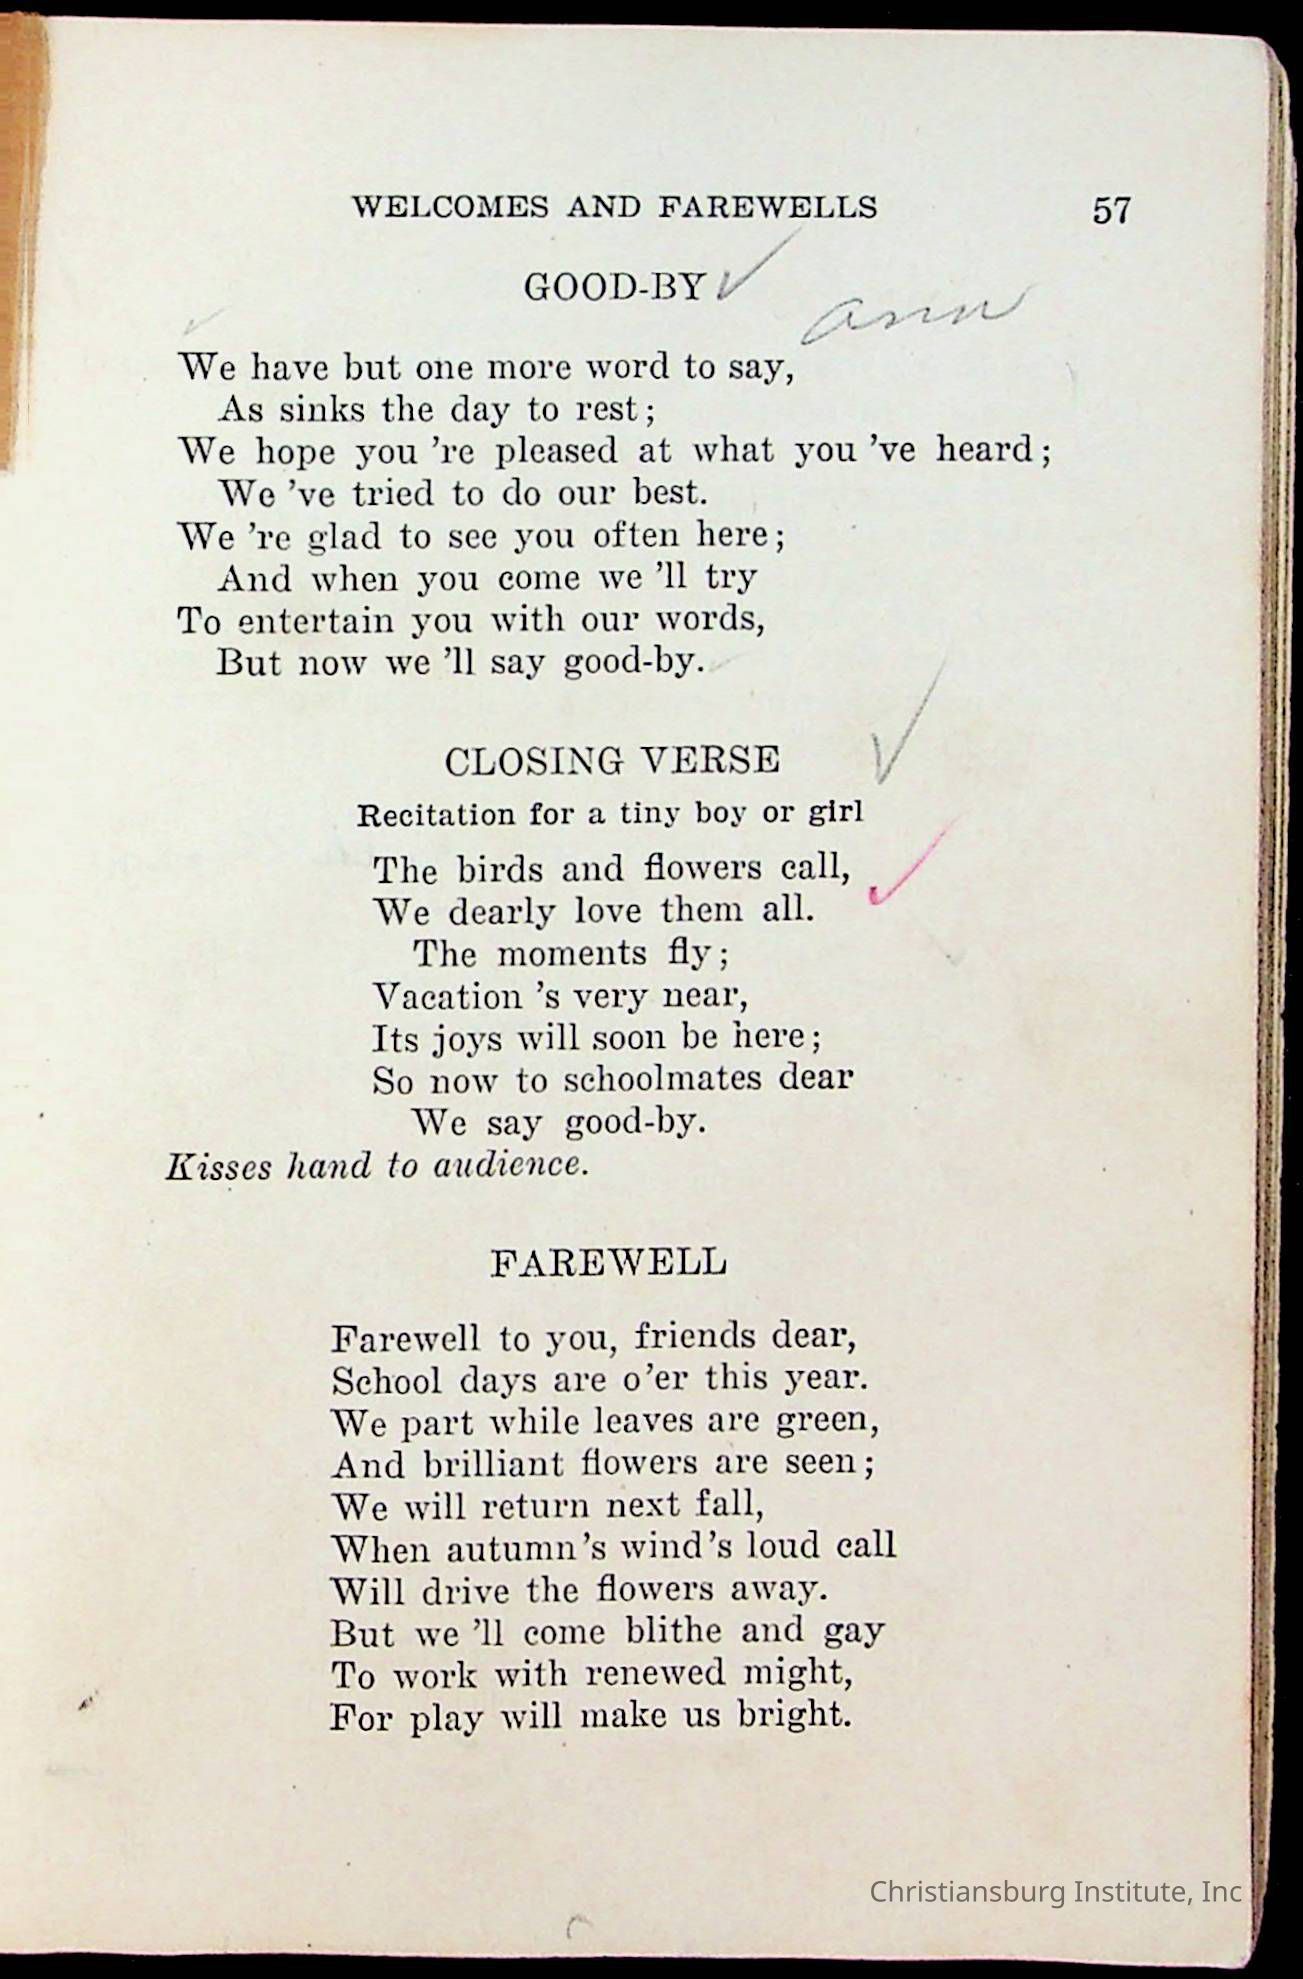 WELCOMES AND FAREWELLS 57
GOOD-BY
ann
We have but one more word to say,
As sinks the day to rest;
We hope you 're pleased at what you 've heard;
We 've tried to do our best.
We 're glad to see you often here;
And when you come we 'll try
To entertain you with our words,
But now we 'll say good-by.
CLOSING VERSE
Recitation for a tiny boy or girl
The birds and flowers call,
We dearly love them all.
The moments fly;
Vacation 's very near,
Its joys will soon be here;
So now to schoolmates dear
We say good-by.
Kisses hand to audience.
FAREWELL
Farewell to you, friends dear,
School days are o'er this year.
We part while leaves are green,
And brilliant flowers are seen;
We will return next fall,
When autumn's wind's loud call
Will drive the flowers away.
But we 'll come blithe and gay
To work with renewed might,
For play will make us bright.
Christiansburg Institute, Inc